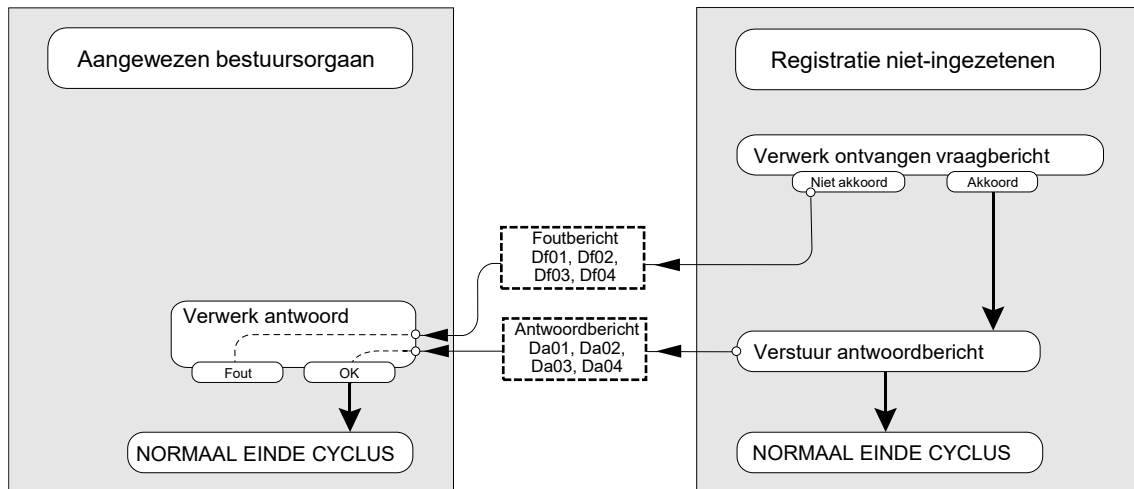 Aangewezen bestuursorgaan
Registratie niet-ingezetenen
Verwerk ontvangen vraagbericht
Niet akkoord
Akkoord
Foutbericht
Df01, Df02,
Df03, Df04
Verwerk antwoord
Fout
OK
Antwoordbericht
Da01, Da02,
Da03, Da04
Verstuur antwoordbericht
NORMAAL EINDE CYCLUS
NORMAAL EINDE CYCLUS